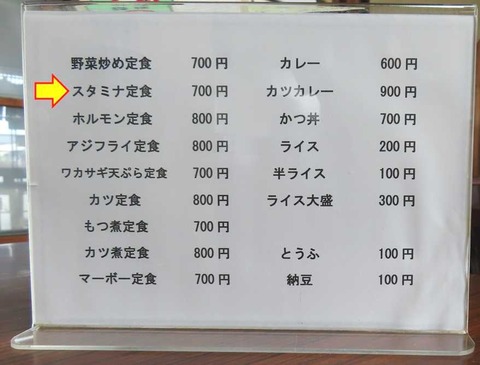 野菜炒め定食 700円
スタミナ定食 700円
ホルモン定食 800円
アジフライ定食 800円
ワカサギ天ぷら定食 700円
カツ定食 800円
もつ煮定食 700円
カツ煮定食 800円
マーボー定食 700円
カレー 600円
カツカレー 900円
かつ丼 700円
ライス 200円
半ライス 100円
ライス大盛 300円
とうふ 100円
納豆 100円